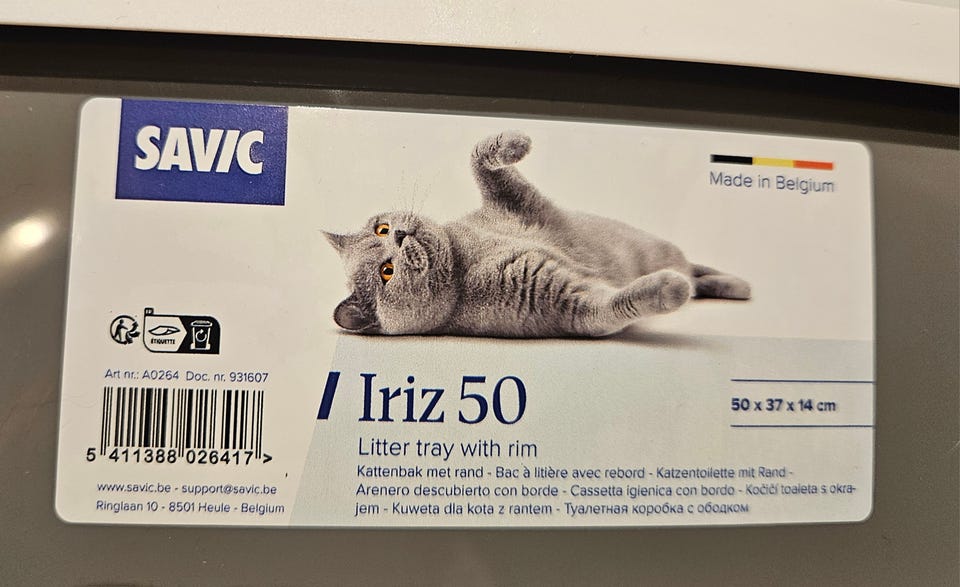 SAVIC
Made in Belgium
FR
ÉTIQUETTE
Art nr.: A0264 Doc. nr. 931607
5 411388 026417 >
www.savic.be - support@savic.be
Ringlaan 10 - 8501 Heule - Belgium
Iriz 50
50 x 37 x 14 cm
Litter tray with rim
Kattenbak met rand - Bac à litière avec rebord - Katzentoilette mit Rand -
Arenero descubierto con borde - Cassetta igienica con bordo - Kočičí toaleta s okra-
jem - Kuweta dla kota z rantem - Туалетная коробка с ободком